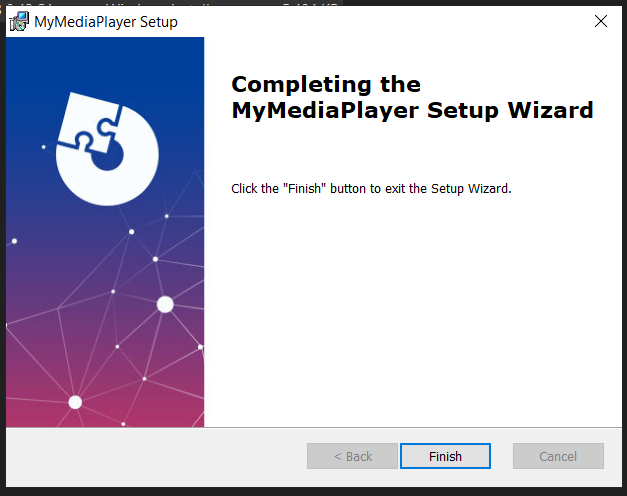 MyMediaPlayer Setup
Completing the
MyMediaPlayer Setup Wizard
Click the "Finish" button to exit the Setup Wizard.
< Back
Finish
Cancel